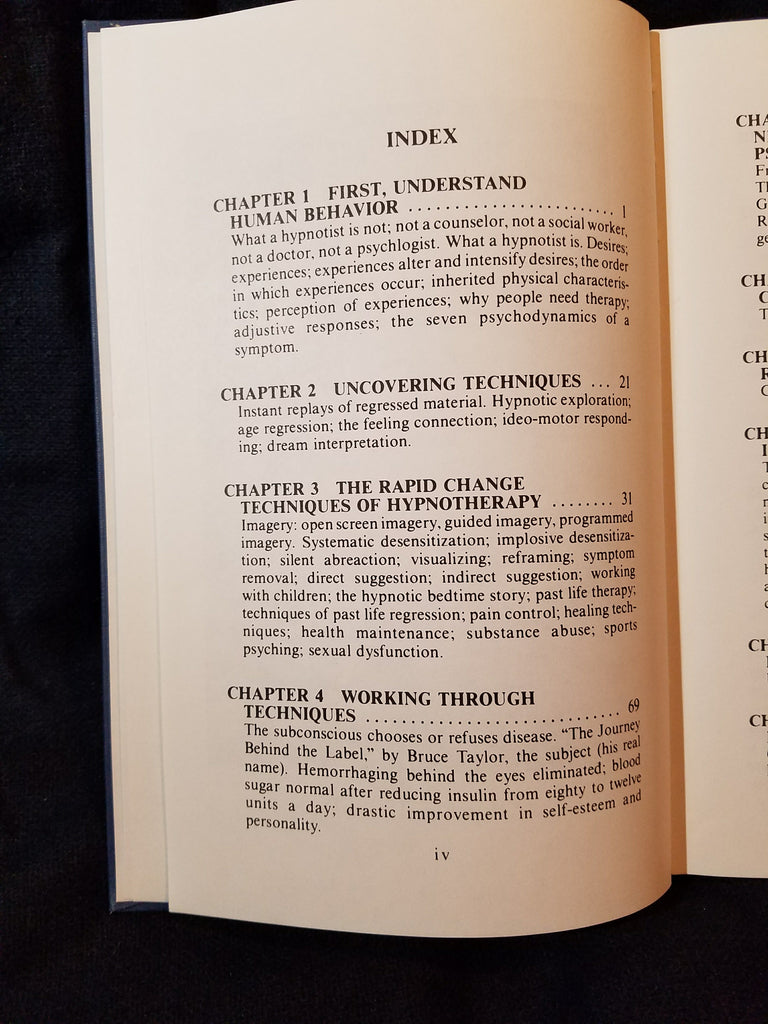 INDEX
CHAPTER 1 FIRST, UNDERSTAND
HUMAN BEHAVIOR ........................ 1
What a hypnotist is not; not a counselor, not a social worker,
not a doctor, not a psychlogist. What a hypnotist is. Desires;
experiences; experiences alter and intensify desires; the order
in which experiences occur; inherited physical characteris-
tics; perception of experiences; why people need therapy;
adjustive responses; the seven psychodynamics of a
symptom.
CHAPTER 2 UNCOVERING TECHNIQUES ... 21
Instant replays of regressed material. Hypnotic exploration;
age regression; the feeling connection; ideo-motor respond-
ing; dream interpretation.
CHAPTER 3 THE RAPID CHANGE
TECHNIQUES OF HYPNOTHERAPY ........ 31
Imagery: open screen imagery, guided imagery, programmed
imagery. Systematic desensitization; implosive desensitiza-
tion; silent abreaction; visualizing; reframing; symptom
removal; direct suggestion; indirect suggestion; working
with children; the hypnotic bedtime story; past life therapy;
techniques of past life regression; pain control; healing tech-
niques; health maintenance; substance abuse; sports
psyching; sexual dysfunction.
CHAPTER 4 WORKING THROUGH
TECHNIQUES ............................. 69
The subconscious chooses or refuses disease. “The Journey
Behind the Label,” by Bruce Taylor, the subject (his real
name). Hemorrhaging behind the eyes eliminated; blood
sugar normal after reducing insulin from eighty to twelve
units a day; drastic improvement in self-esteem and
personality.
iv